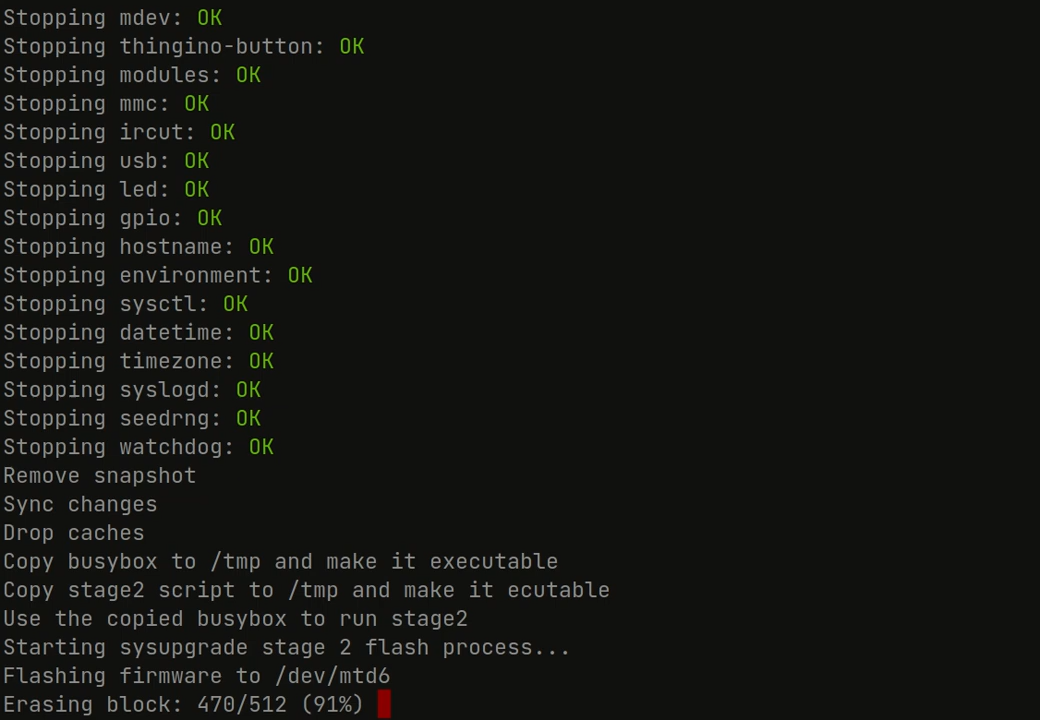 Stopping mdev: OK
Stopping thingino-button: OK
Stopping modules: OK
Stopping mmc: OK
Stopping ircut: OK
Stopping usb: OK
Stopping led: OK
Stopping gpio: OK
Stopping hostname: OK
Stopping environment: OK
Stopping sysctl: OK
Stopping datetime: OK
Stopping timezone: OK
Stopping syslogd: OK
Stopping seedrng: OK
Stopping watchdog: OK
Remove snapshot
Sync changes
Drop caches
Copy busybox to /tmp and make it executable
Copy stage2 script to /tmp and make it ecutable
Use the copied busybox to run stage2
Starting sysupgrade stage 2 flash process...
Flashing firmware to /dev/mtd6
Erasing block: 470/512 (91%)